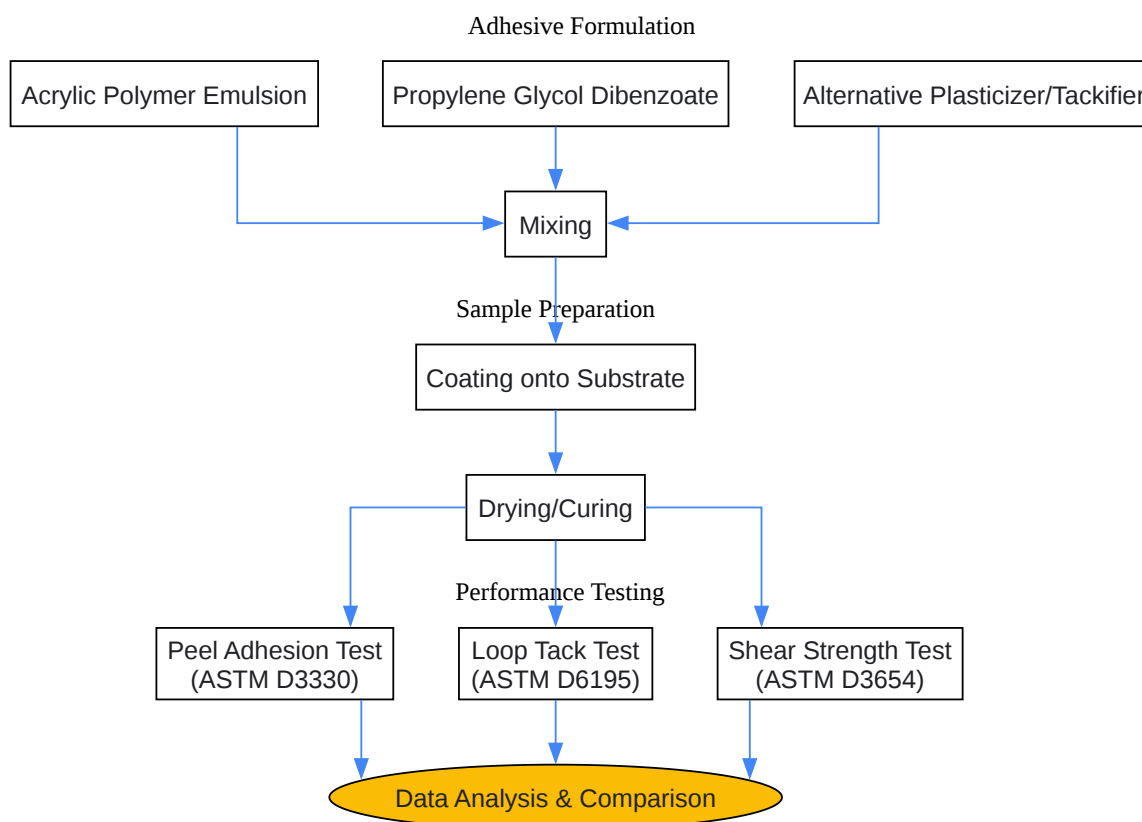 Adhesive Formulation
Acrylic Polymer Emulsion
Propylene Glycol Dibenzoate
Alternative Plasticizer/Tackifier
Mixing
Sample Preparation
Coating onto Substrate
Drying/Curing
Performance Testing
Peel Adhesion Test
(ASTM D3330)
Loop Tack Test
(ASTM D6195)
Shear Strength Test
(ASTM D3654)
Data Analysis & Comparison